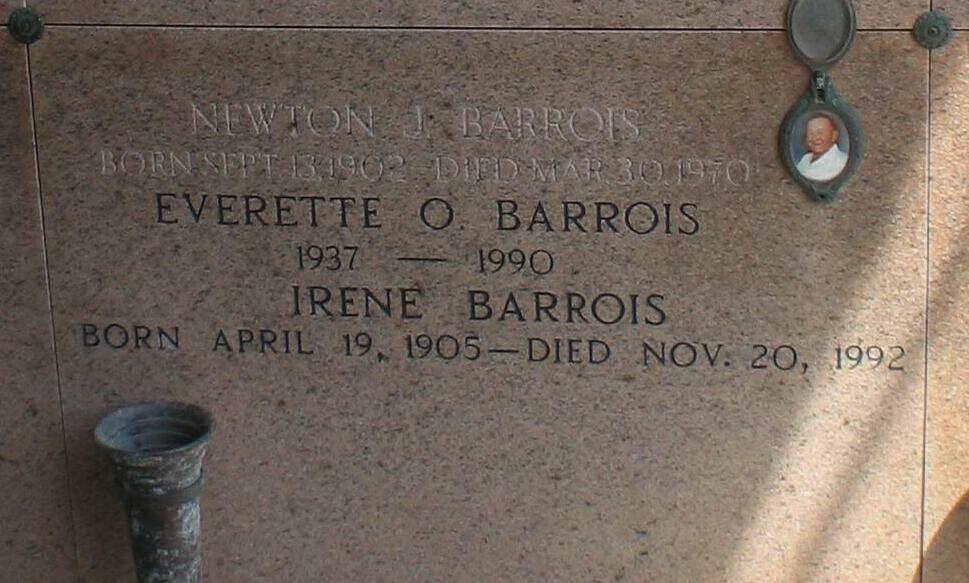 NEWTON J. BARROIS
BORN SEPT 13, 1902 - DIED MAR. 30, 1970
EVERETTE O. BARROIS
1937 — 1990
IRENE BARROIS
BORN APRIL 19, 1905—DIED NOV. 20, 1992